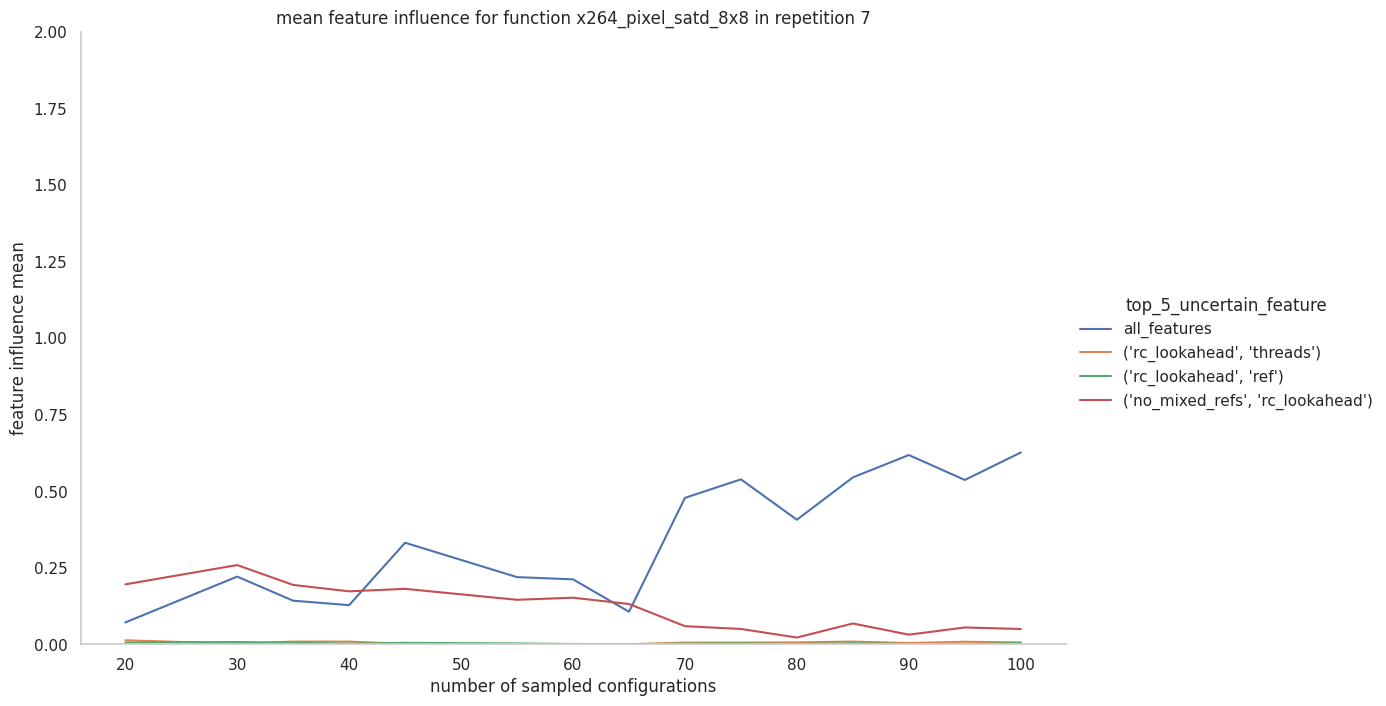 mean feature influence for function x264_pixel_satd_8x8 in repetition 7
2.00
1.75
1.50
1.25
1.00
0.75
0.50
0.25
0.00
feature influence mean
20 30 40 50 60 70 80 90 100
number of sampled configurations
top_5_uncertain_feature
all_features
('rc_lookahead', 'threads')
('rc_lookahead', 'ref')
('no_mixed_refs', 'rc_lookahead')